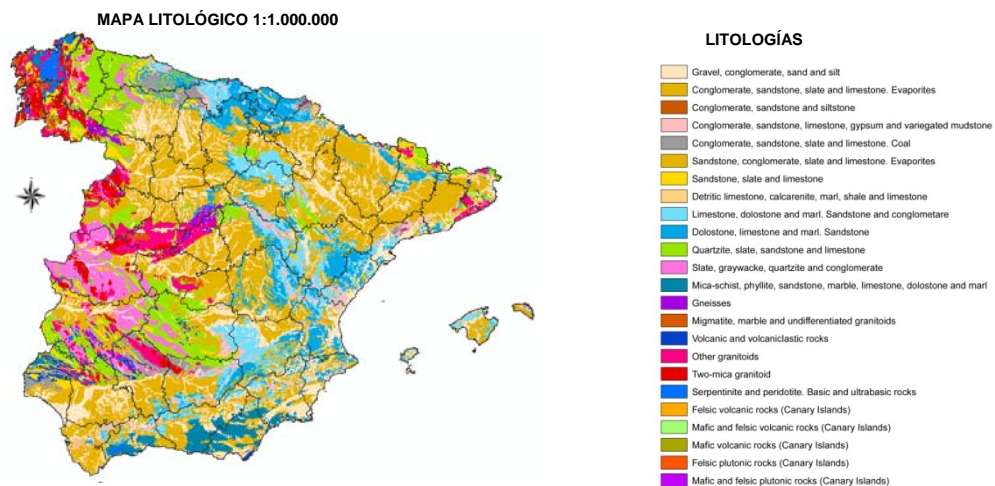 MAPA LITOLÓGICO 1:1.000.000
LITOLOGÍAS
Gravel, conglomerate, sand and silt
Conglomerate, sandstone, slate and limestone. Evaporites
Conglomerate, sandstone and siltstone
Conglomerate, sandstone, limestone, gypsum and variegated mudstone
Conglomerate, sandstone, slate and limestone. Coal
Sandstone, conglomerate, slate and limestone. Evaporites
Sandstone, slate and limestone
Detritic limestone, calcarenite, marl, shale and limestone
Limestone, dolostone and marl. Sandstone and conglometare
Dolostone, limestone and marl. Sandstone
Quartzite, slate, sandstone and limestone
Slate, graywacke, quartzite and conglomerate
Mica-schist, phyllite, sandstone, marble, limestone, dolostone and marl
Gneisses
Migmatite, marble and undifferentiated granitoids
Volcanic and volcaniclastic rocks
Other granitoids
Two-mica granitoid
Serpentinite and peridotite. Basic and ultrabasic rocks
Felsic volcanic rocks (Canary Islands)
Mafic and felsic volcanic rocks (Canary Islands)
Mafic volcanic rocks (Canary Islands)
Felsic plutonic rocks (Canary Islands)
Mafic and felsic plutonic rocks (Canary Islands)